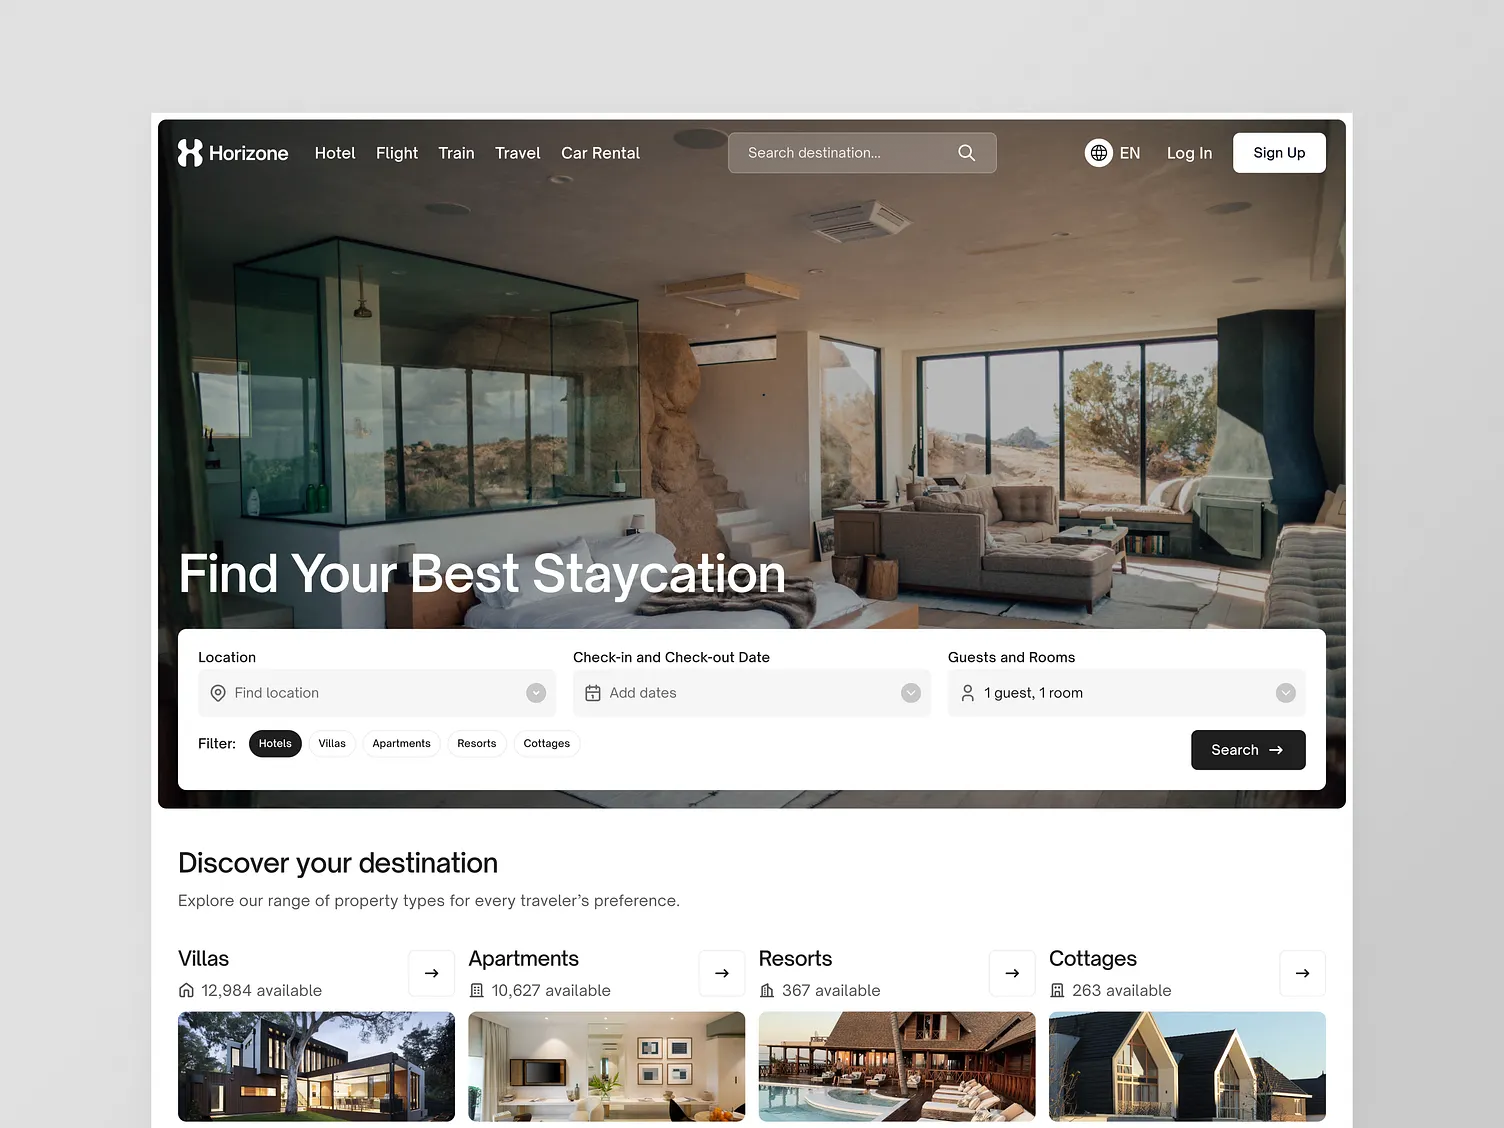 Horizone
Hotel
Flight
Train
Travel
Car Rental
Search destination...
EN
Log In
Sign Up
Find Your Best Staycation
Location
Check-in and Check-out Date
Guests and Rooms
Find location
Add dates
1 guest, 1 room
Filter:
Hotels
Villas
Apartments
Resorts
Cottages
Search
Discover your destination
Explore our range of property types for every traveler’s preference.
Villas
12,984 available
Apartments
10,627 available
Resorts
367 available
Cottages
263 available